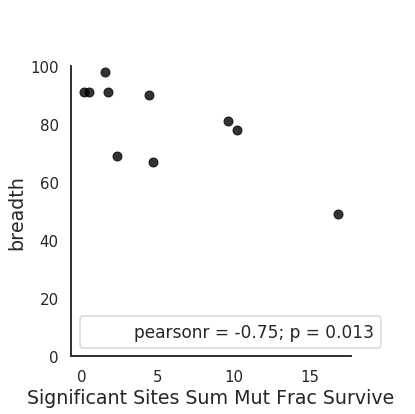 100
80
60
40
20
0
breadth
pearsonr = -0.75; p = 0.013
0 5 10 15
Significant Sites Sum Mut Frac Survive